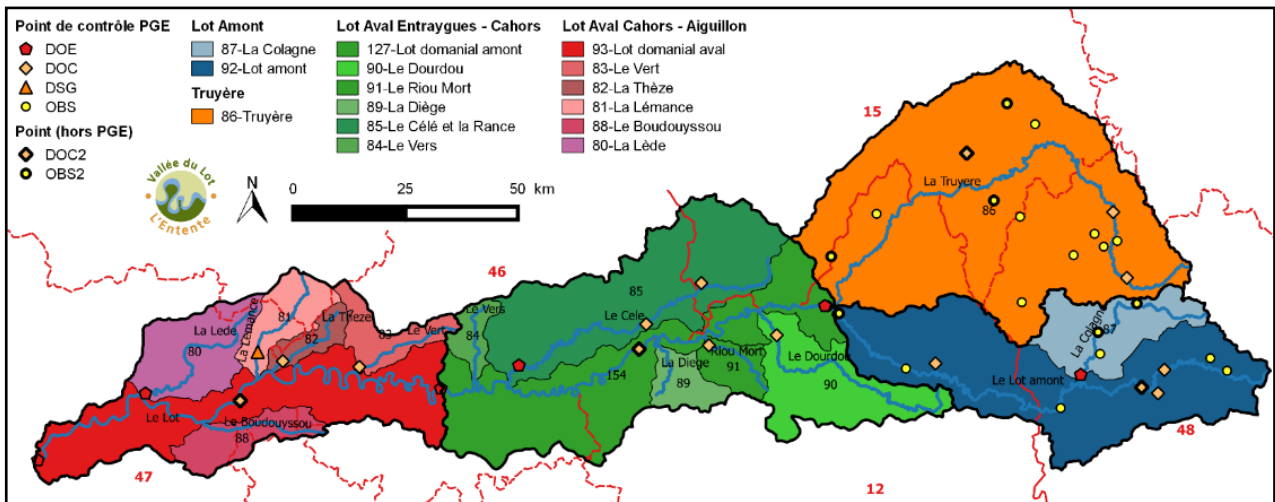 Point de contrôle PGE
DOE
DOC
DSG
OBS
Point (hors PGE)
DOC2
OBS2
Lot Amont
87-La Colagne
92-Lot amont
Truyère
86-Truyère
Lot Aval Entraygues - Cahors
127-Lot domanial amont
90-Le Dourdou
91-Le Riou Mort
89-La Diège
85-Le Célé et la Rance
84-Le Vers
Lot Aval Cahors - Aiguillon
93-Lot domanial aval
83-Le Vert
82-La Thèze
81-La Lémance
88-Le Boudouyssou
80-La Lède
Vallée du Lot
L'Entente
N
0 25 50 km
15
La Truyere
86
46
85
Le Cele
Le Vers
84
La Lede
80
La Lemance
81
La Theze
82
Le Vert
83
La Colagne
87
Le Lot amont
Riou Mort
91
Le Dourdou
90
La Diege
89
154
Le Lot
Le Boudouyssou
88
47
12
48